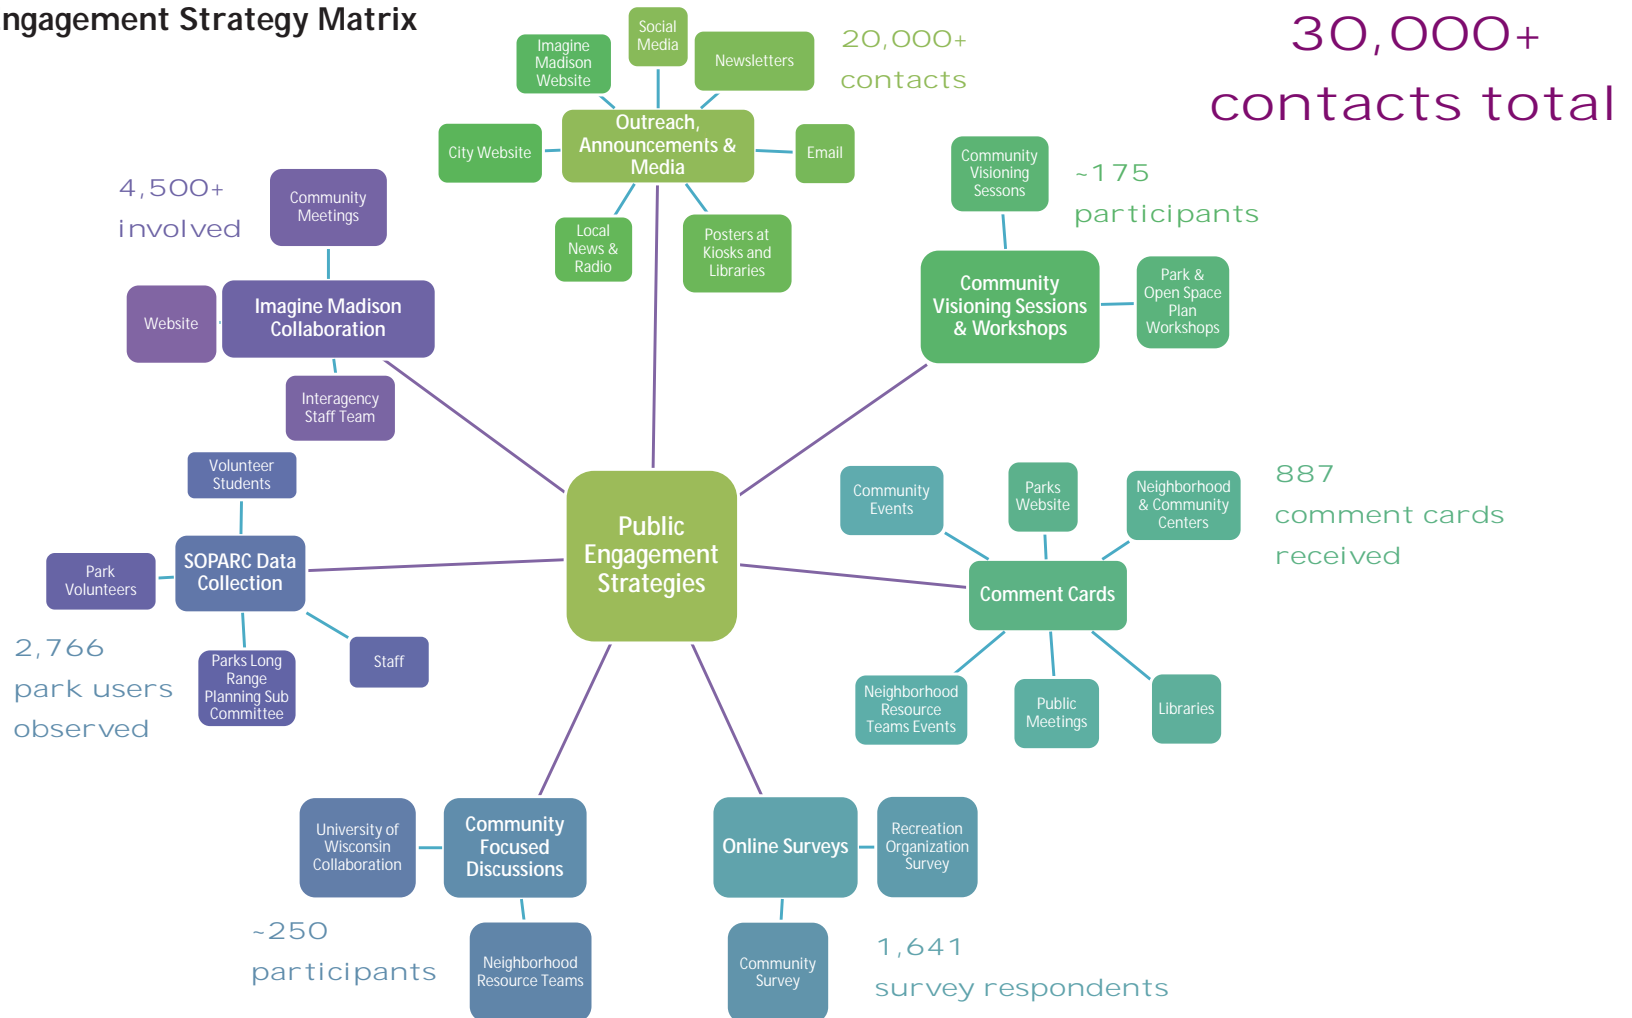 ngagement Strategy Matrix
30,000+
contacts total
Social
Media
Imagine
Madison
Website
Newsletters
20,000+
contacts
City Website
Outreach,
Announcements &
Media
Email
Local
News &
Radio
Posters at
Kiosks and
Libraries
4,500+
involved
Community
Meetings
Website
Imagine Madison
Collaboration
Interagency
Staff Team
Community
Visioning
Sessons
~175
participants
Community
Visioning Sessions
& Workshops
Park &
Open Space
Plan
Workshops
Volunteer
Students
Park
Volunteers
SOPARC Data
Collection
2,766
park users
observed
Parks Long
Range
Planning Sub
Committee
Staff
Public
Engagement
Strategies
Community
Events
Parks
Website
Neighborhood
& Community
Centers
887
comment cards
received
Comment Cards
Neighborhood
Resource
Teams Events
Public
Meetings
Libraries
University of
Wisconsin
Collaboration
Community
Focused
Discussions
~250
participants
Neighborhood
Resource Teams
Online Surveys
Recreation
Organization
Survey
Community
Survey
1,641
survey respondents